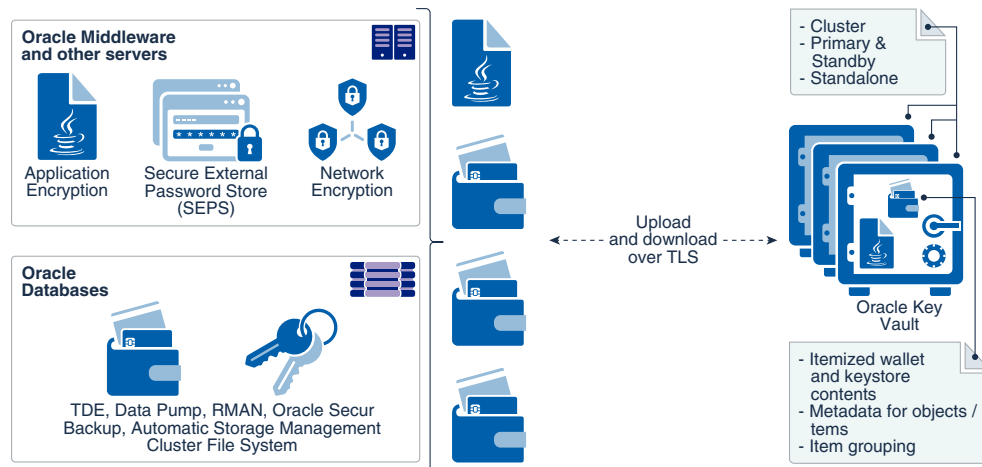 Oracle Middleware
and other servers
Application
Encryption
* * * * * *
Secure External
Password Store
(SEPS)
Network
Encryption
Oracle
Databases
TDE, Data Pump, RMAN, Oracle Secur
Backup, Automatic Storage Management
Cluster File System
Upload
and download
over TLS
- Cluster
- Primary &
Standby
- Standalone
Oracle Key
Vault
- Itemized wallet
and keystore
contents
- Metadata for objects /
tems
- Item grouping